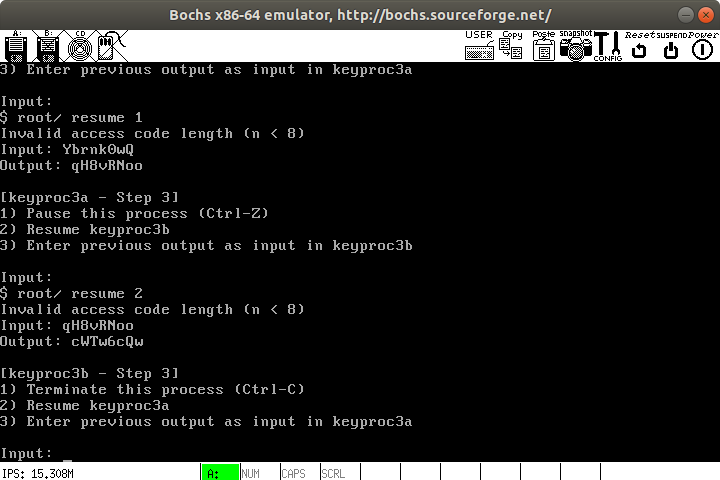 Bochs x86-64 emulator, http://bochs.sourceforge.net/
A: B: CD USER Copy Paste Snapshot CONFIG Reset SUSPEND Power
3) Enter previous output as input in keyproc3a
Input:
$ root/ resume 1
Invalid access code length (n < 8)
Input: Ybrnk0wQ
Output: qH8vRNoo
[keyproc3a - Step 3]
1) Pause this process (Ctrl-Z)
2) Resume keyproc3b
3) Enter previous output as input in keyproc3b
Input:
$ root/ resume 2
Invalid access code length (n < 8)
Input: qH8vRNoo
Output: cWTw6cQw
[keyproc3b - Step 3]
1) Terminate this process (Ctrl-C)
2) Resume keyproc3a
3) Enter previous output as input in keyproc3a
Input: _
IPS: 15.308M A: NUM CAPS SCRL